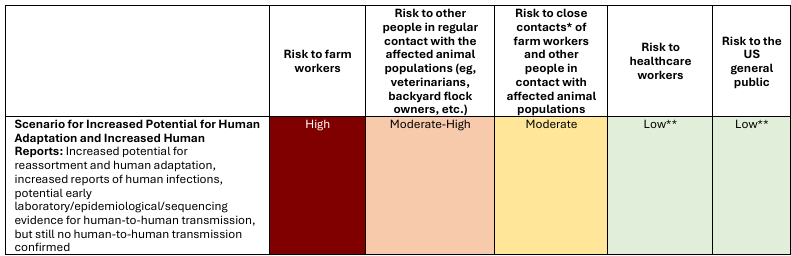 Risk to farm
workers
Risk to other
people in regular
contact with the
affected animal
populations (eg,
veterinarians,
backyard flock
owners, etc.)
Risk to close
contacts* of
farm workers
and other
people in
contact with
affected animal
populations
Risk to
healthcare
workers
Risk to the
US
general
public
Scenario for Increased Potential for Human
Adaptation and Increased Human
Reports: Increased potential for
reassortment and human adaptation,
increased reports of human infections,
potential early
laboratory/epidemiological/sequencing
evidence for human-to-human transmission,
but still no human-to-human transmission
confirmed
High
Moderate-High
Moderate
Low**
Low**